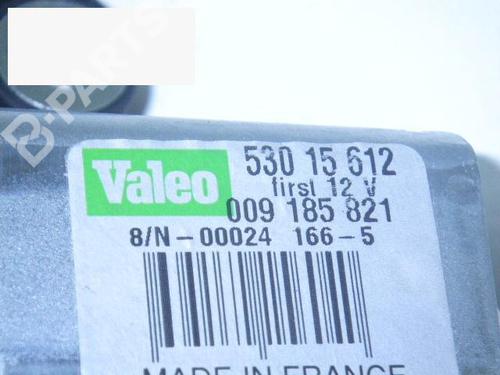 B-PARTS
Valeo
530 15 612
first 12 V
009 185 821
8/N-00024 166-5
MADE IN FRANCE